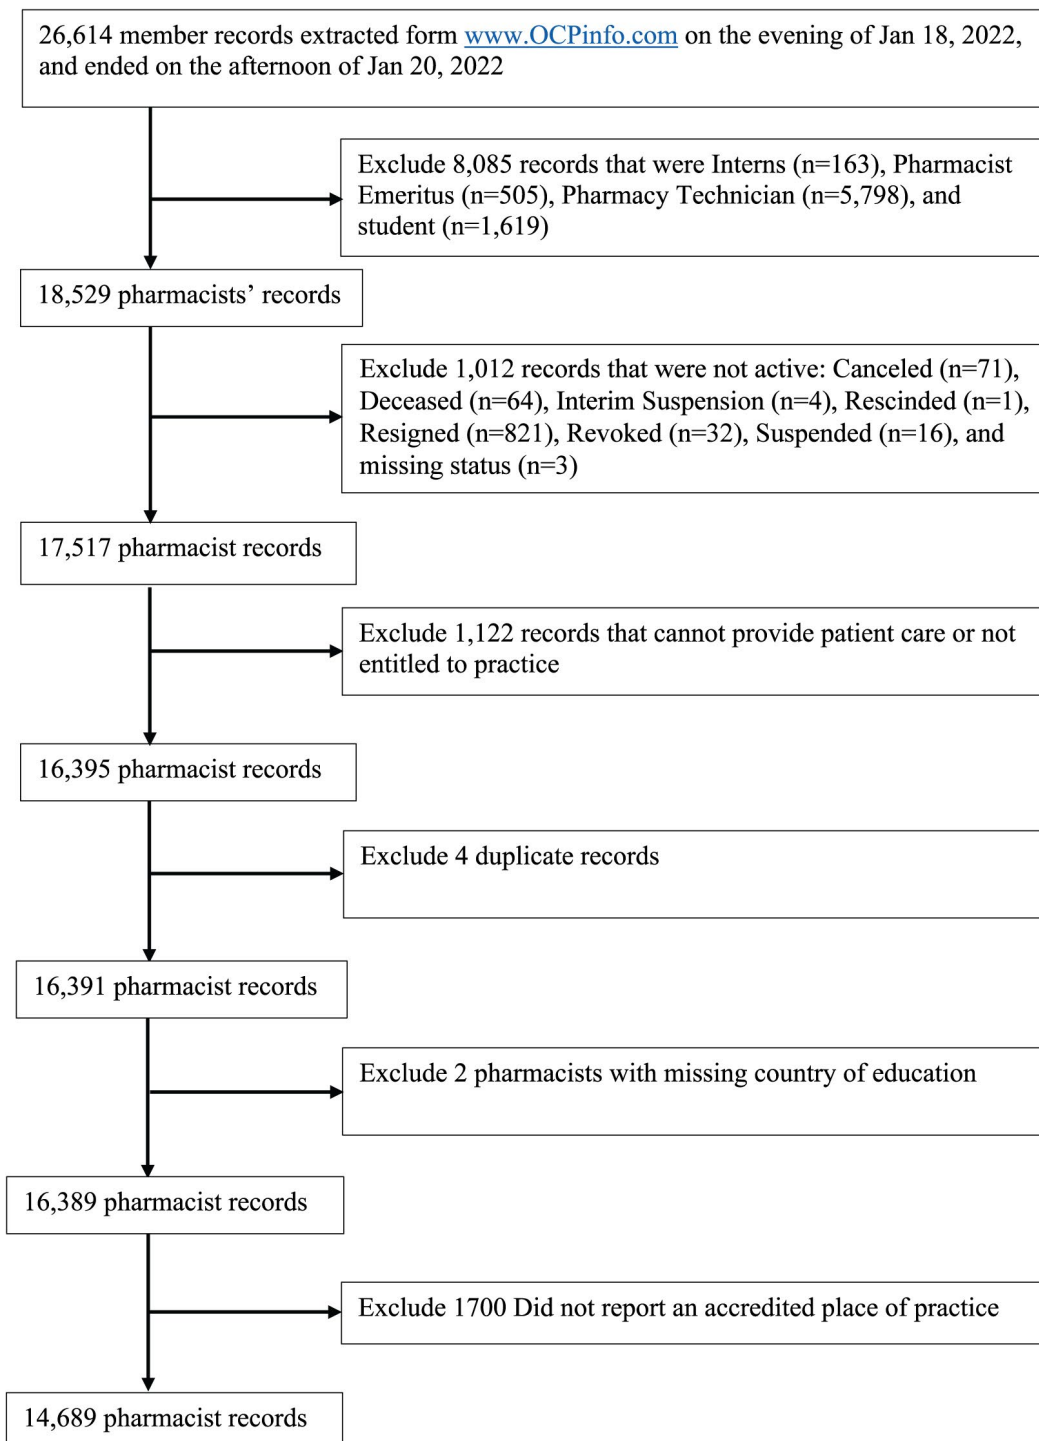 26,614 member records extracted form www.OCPinfo.com on the evening of Jan 18, 2022,
and ended on the afternoon of Jan 20, 2022
Exclude 8,085 records that were Interns (n=163), Pharmacist
Emeritus (n=505), Pharmacy Technician (n=5,798), and
student (n=1,619)
18,529 pharmacists’ records
Exclude 1,012 records that were not active: Canceled (n=71),
Deceased (n=64), Interim Suspension (n=4), Rescinded (n=1),
Resigned (n=821), Revoked (n=32), Suspended (n=16), and
missing status (n=3)
17,517 pharmacist records
Exclude 1,122 records that cannot provide patient care or not
entitled to practice
16,395 pharmacist records
Exclude 4 duplicate records
16,391 pharmacist records
Exclude 2 pharmacists with missing country of education
16,389 pharmacist records
Exclude 1700 Did not report an accredited place of practice
14,689 pharmacist records